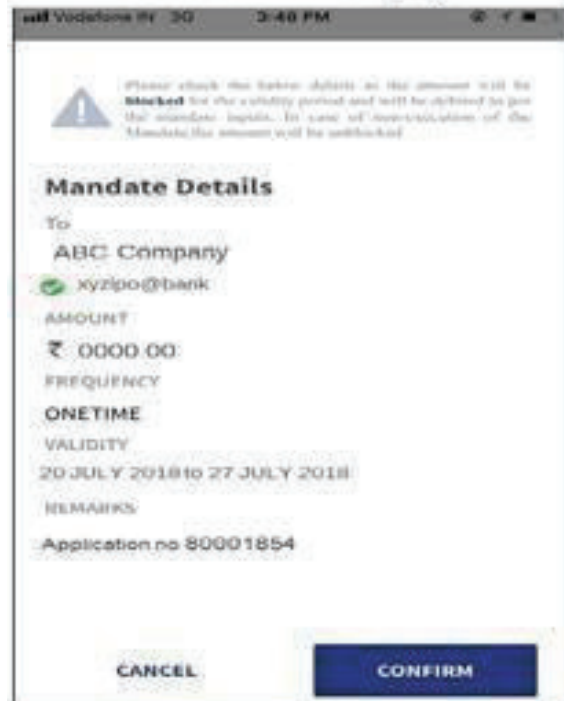 Vodafone IN 3G 3:40 PM
Please check the below details as the amount will be
blocked for the validity period and will be debited as per
the mandate inputs. In case of non-execution of the
Mandate, the amount will be unblocked
Mandate Details
To
ABC Company
xyzipo@bank
AMOUNT
₹ 0000.00
FREQUENCY
ONETIME
VALIDITY
20 JULY 2018 to 27 JULY 2018
REMARKS
Application no 80001854
CANCEL CONFIRM